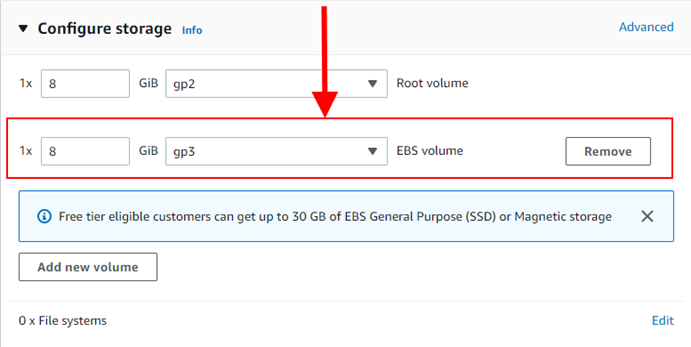 Configure storage Info Advanced
1x 8 GiB gp2 Root volume
1x 8 GiB gp3 EBS volume Remove
Free tier eligible customers can get up to 30 GB of EBS General Purpose (SSD) or Magnetic storage
Add new volume
0 x File systems Edit